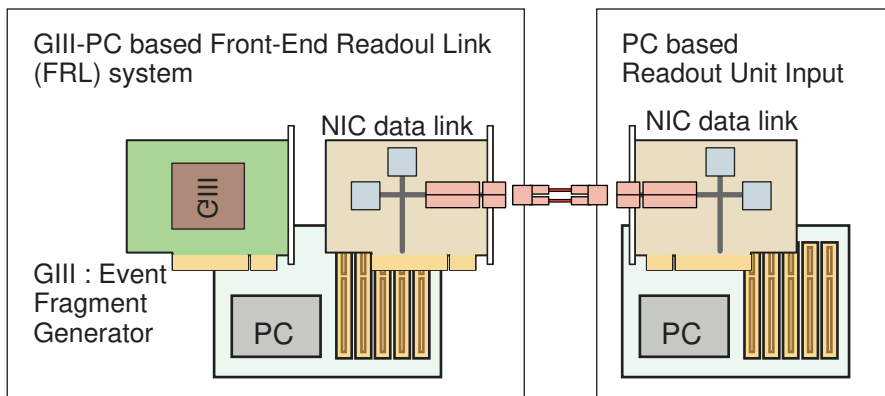 GIII-PC based Front-End Readoul Link
(FRL) system
NIC data link
GIII
GIII : Event
Fragment
Generator
PC
PC based
Readout Unit Input
NIC data link
PC